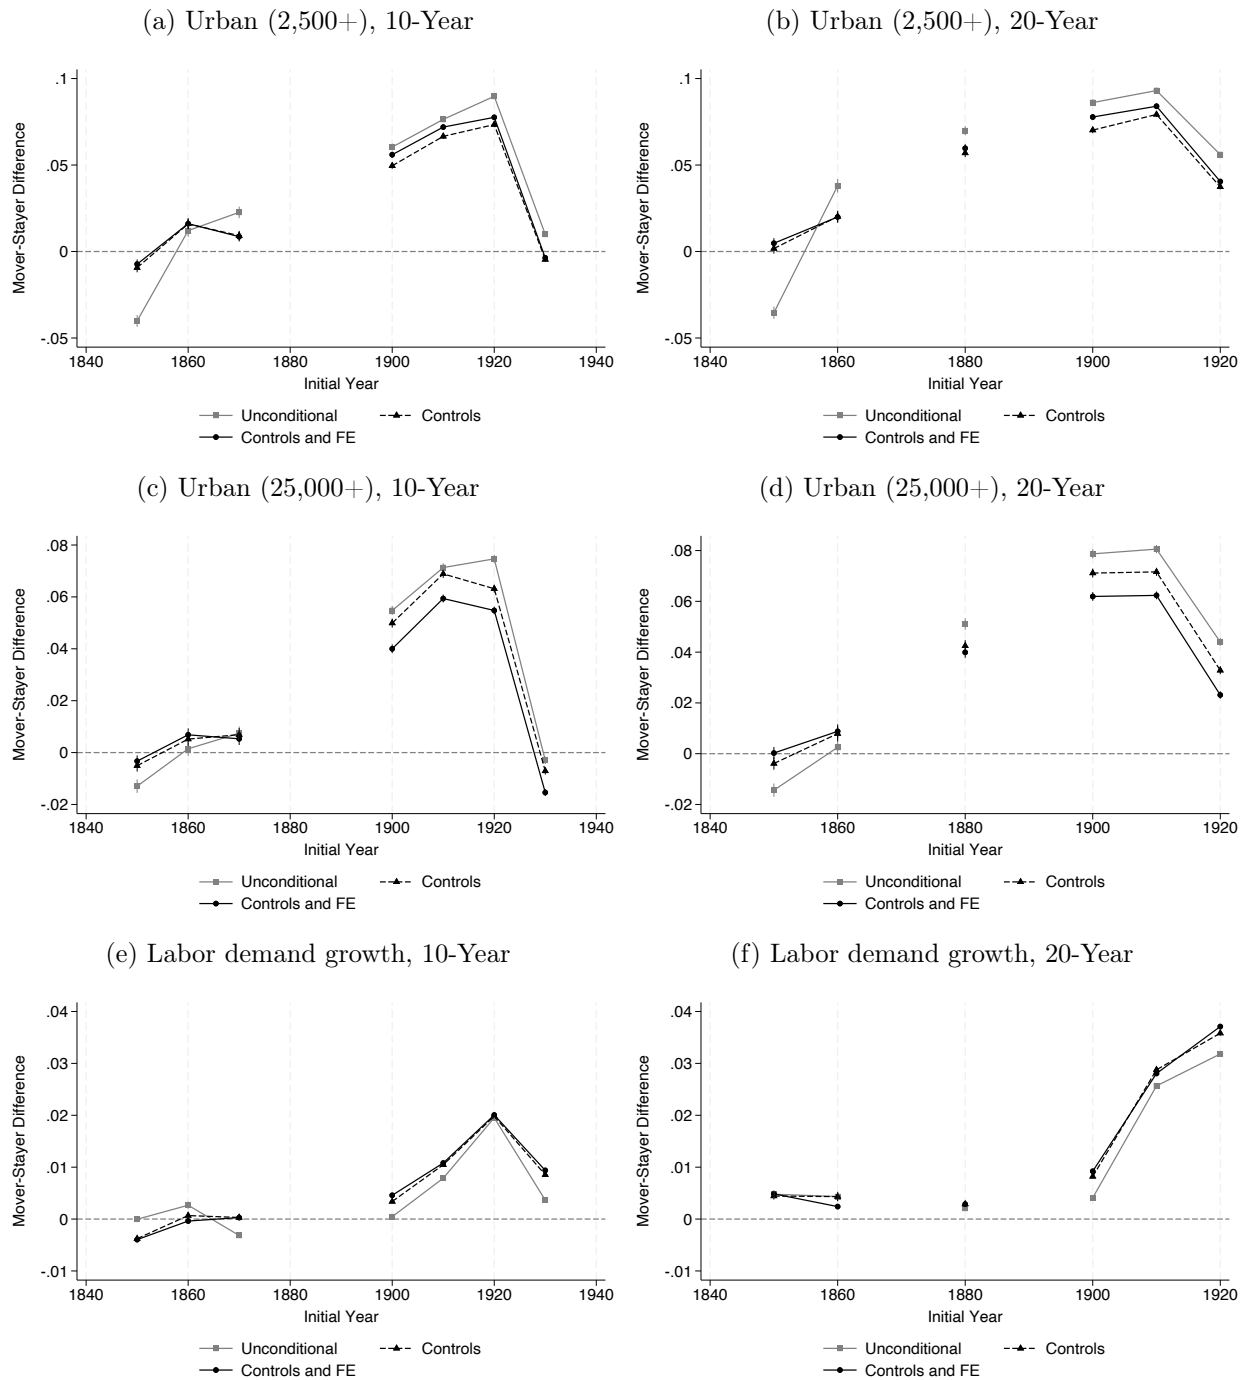 (a) Urban (2,500+), 10-Year
Mover-Stayer Difference
.1
.05
0
-.05
1840 1860 1880 1900 1920 1940
Initial Year
Unconditional Controls
Controls and FE
(b) Urban (2,500+), 20-Year
Mover-Stayer Difference
.1
.05
0
-.05
1840 1860 1880 1900 1920
Initial Year
Unconditional Controls
Controls and FE
(c) Urban (25,000+), 10-Year
Mover-Stayer Difference
.08
.06
.04
.02
0
-.02
1840 1860 1880 1900 1920 1940
Initial Year
Unconditional Controls
Controls and FE
(d) Urban (25,000+), 20-Year
Mover-Stayer Difference
.08
.06
.04
.02
0
-.02
1840 1860 1880 1900 1920
Initial Year
Unconditional Controls
Controls and FE
(e) Labor demand growth, 10-Year
Mover-Stayer Difference
.04
.03
.02
.01
0
-.01
1840 1860 1880 1900 1920 1940
Initial Year
Unconditional Controls
Controls and FE
(f) Labor demand growth, 20-Year
Mover-Stayer Difference
.04
.03
.02
.01
0
-.01
1840 1860 1880 1900 1920
Initial Year
Unconditional Controls
Controls and FE